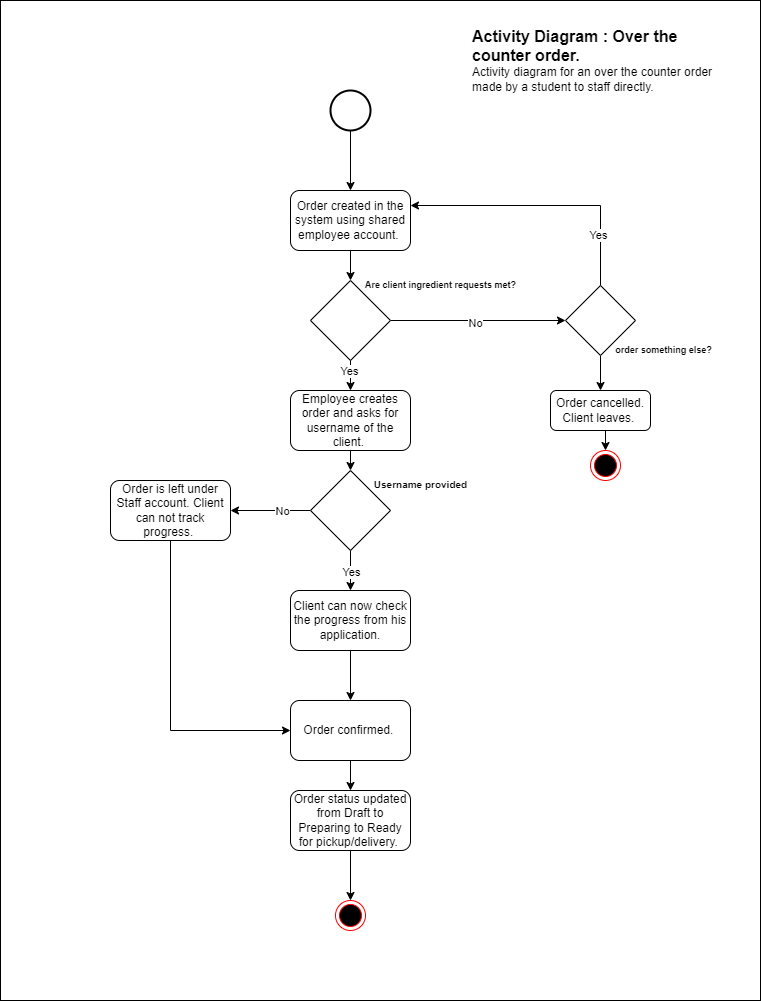 Activity Diagram : Over the
counter order.
Activity diagram for an over the counter order
made by a student to staff directly.
Order created in the
system using shared
employee account.
Yes
Are client ingredient requests met?
No
order something else?
Yes
Employee creates
order and asks for
username of the
client.
Order cancelled.
Client leaves.
Username provided
Order is left under
Staff account. Client
can not track
progress.
No
Yes
Client can now check
the progress from his
application.
Order confirmed.
Order status updated
from Draft to
Preparing to Ready
for pickup/delivery.